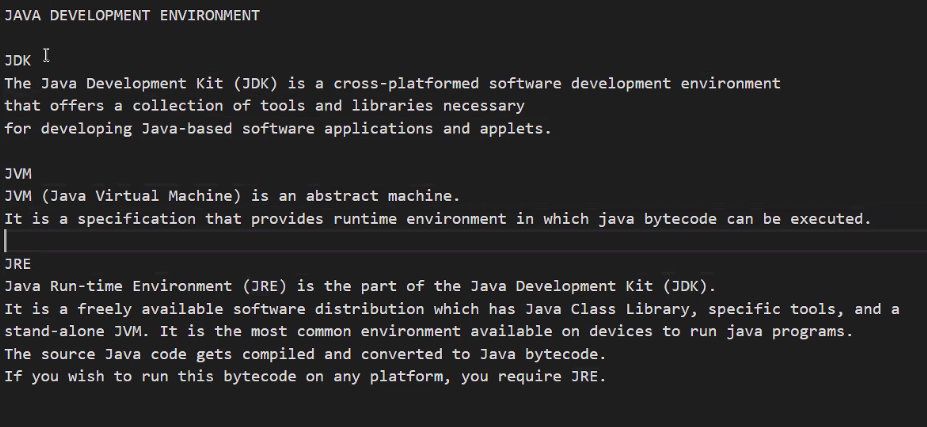 JAVA DEVELOPMENT ENVIRONMENT
JDK
The Java Development Kit (JDK) is a cross-platformed software development environment
that offers a collection of tools and libraries necessary
for developing Java-based software applications and applets.
JVM
JVM (Java Virtual Machine) is an abstract machine.
It is a specification that provides runtime environment in which java bytecode can be executed.
JRE
Java Run-time Environment (JRE) is the part of the Java Development Kit (JDK).
It is a freely available software distribution which has Java Class Library, specific tools, and a
stand-alone JVM. It is the most common environment available on devices to run java programs.
The source Java code gets compiled and converted to Java bytecode.
If you wish to run this bytecode on any platform, you require JRE.